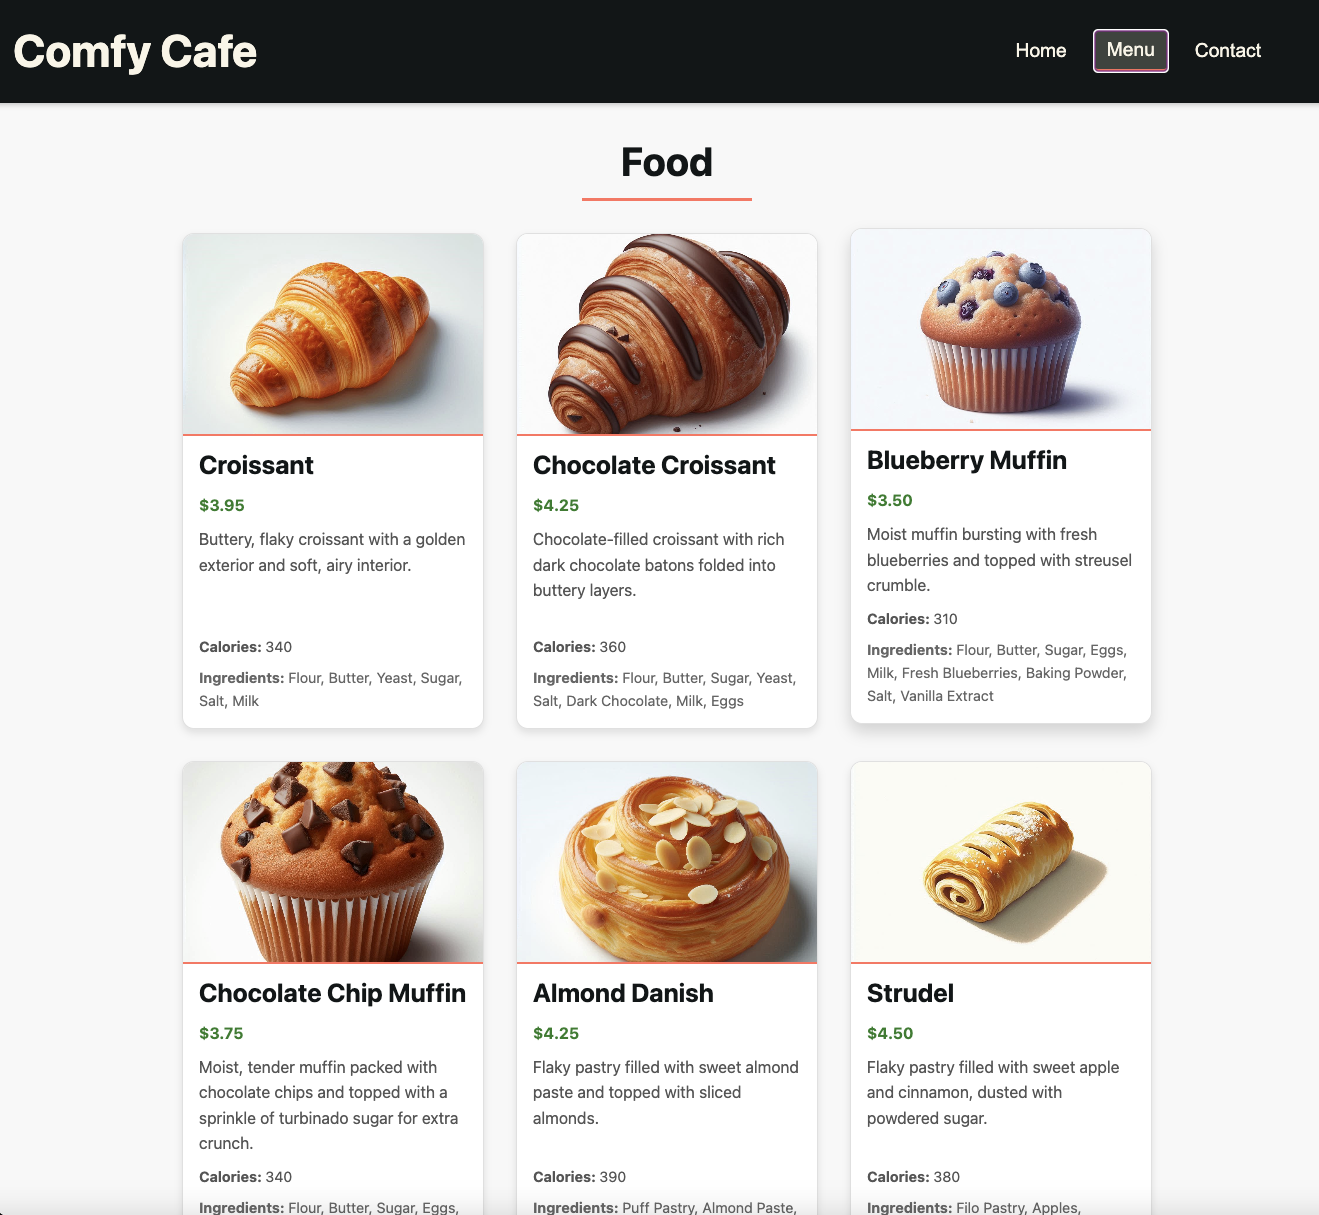 Comfy Cafe
Home
Menu
Contact
Food
Croissant
$3.95
Buttery, flaky croissant with a golden
exterior and soft, airy interior.
Calories: 340
Ingredients: Flour, Butter, Yeast, Sugar,
Salt, Milk
Chocolate Croissant
$4.25
Chocolate-filled croissant with rich
dark chocolate batons folded into
buttery layers.
Calories: 360
Ingredients: Flour, Butter, Sugar, Yeast,
Salt, Dark Chocolate, Milk, Eggs
Blueberry Muffin
$3.50
Moist muffin bursting with fresh
blueberries and topped with streusel
crumble.
Calories: 310
Ingredients: Flour, Butter, Sugar, Eggs,
Milk, Fresh Blueberries, Baking Powder,
Salt, Vanilla Extract
Chocolate Chip Muffin
$3.75
Moist, tender muffin packed with
chocolate chips and topped with a
sprinkle of turbinado sugar for extra
crunch.
Calories: 340
Ingredients: Flour, Butter, Sugar, Eggs,
Almond Danish
$4.25
Flaky pastry filled with sweet almond
paste and topped with sliced
almonds.
Calories: 390
Ingredients: Puff Pastry, Almond Paste,
Strudel
$4.50
Flaky pastry filled with sweet apple
and cinnamon, dusted with
powdered sugar.
Calories: 380
Ingredients: Filo Pastry, Apples,